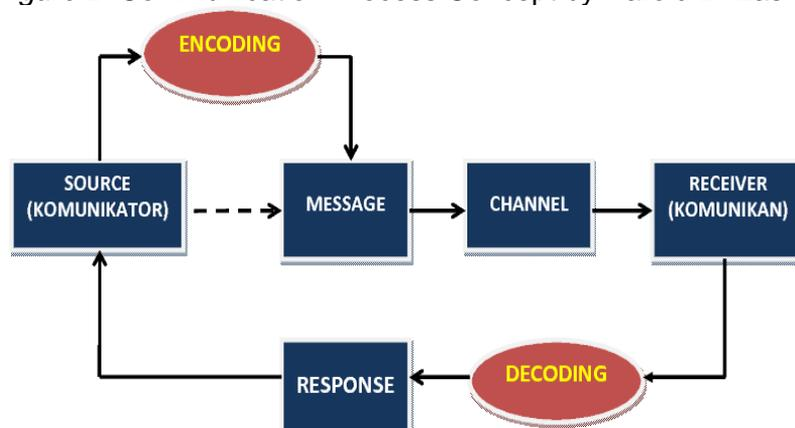 ENCODING
SOURCE
(KOMUNIKATOR)
MESSAGE
CHANNEL
RECEIVER
(KOMUNIKAN)
RESPONSE
DECODING